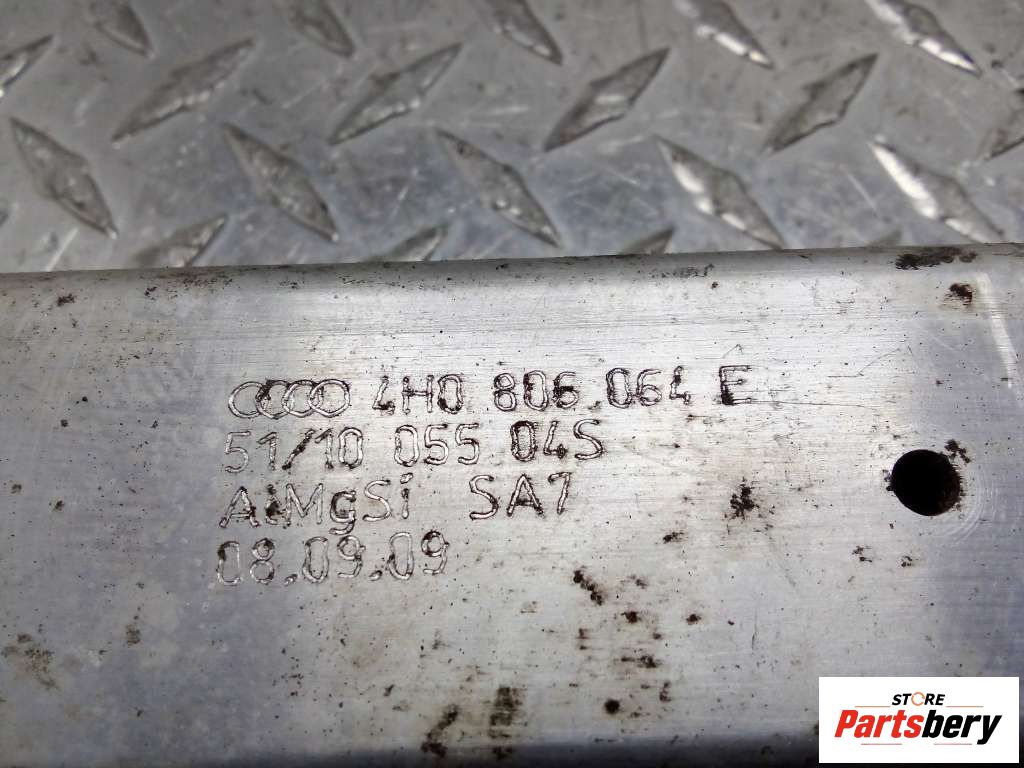 4H0 806 064 E
51/10 055 04S
AlMgSi SA7
08.09.09
STORE
Partsbery